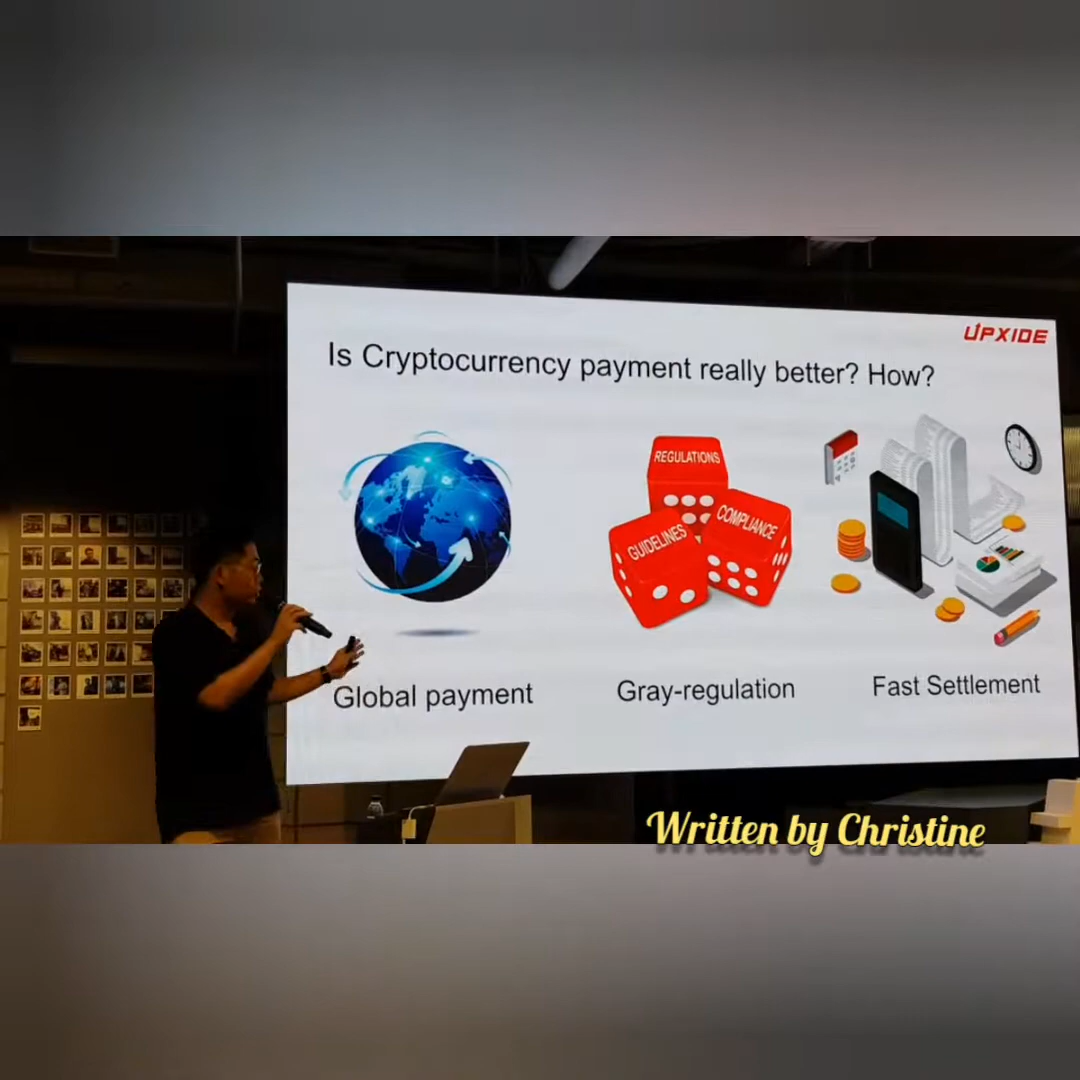 UPXIDE
Is Cryptocurrency payment really better? How?
REGULATIONS
GUIDELINES
COMPLIANCE
Global payment
Gray-regulation
Fast Settlement
Written by Christine